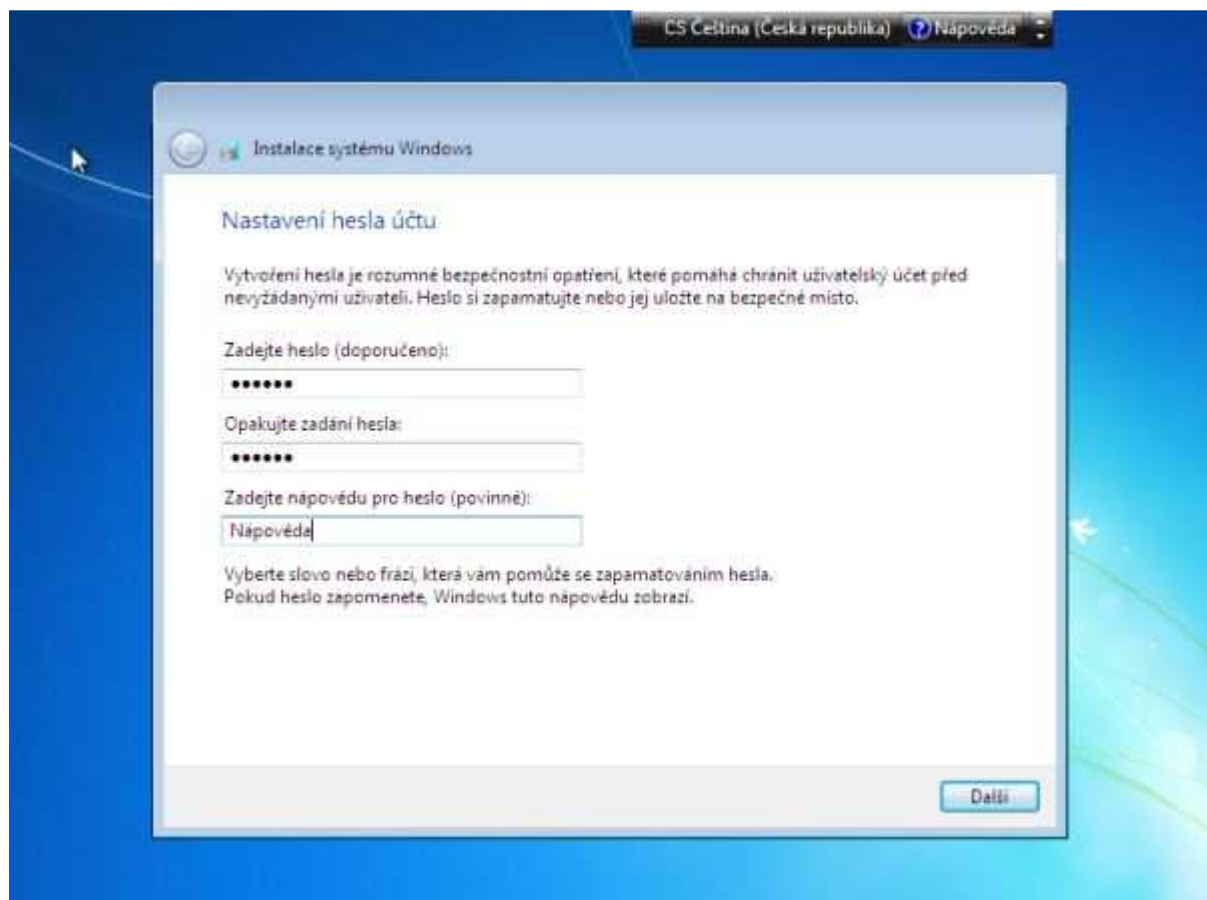 CS Čeština (Česká republika) Nápověda
Instalace systému Windows
Nastavení hesla účtu
Vytvoření hesla je rozumné bezpečnostní opatření, které pomáhá chránit uživatelský účet před
nevyžádanými uživateli. Heslo si zapamatujte nebo jej uložte na bezpečné místo.
Zadejte heslo (doporučeno):
••••••
Opakujte zadání hesla:
••••••
Zadejte nápovědu pro heslo (povinné):
Nápověda
Vyberte slovo nebo frázi, která vám pomůže se zapamatováním hesla.
Pokud heslo zapomenete, Windows tuto nápovědu zobrazí.
Další